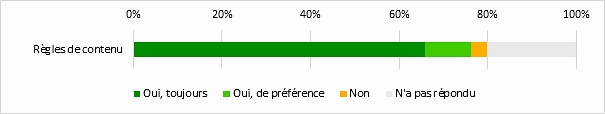 0% 20% 40% 60% 80% 100%
Règles de contenu
Oui, toujours Oui, de préférence Non N'a pas répondu